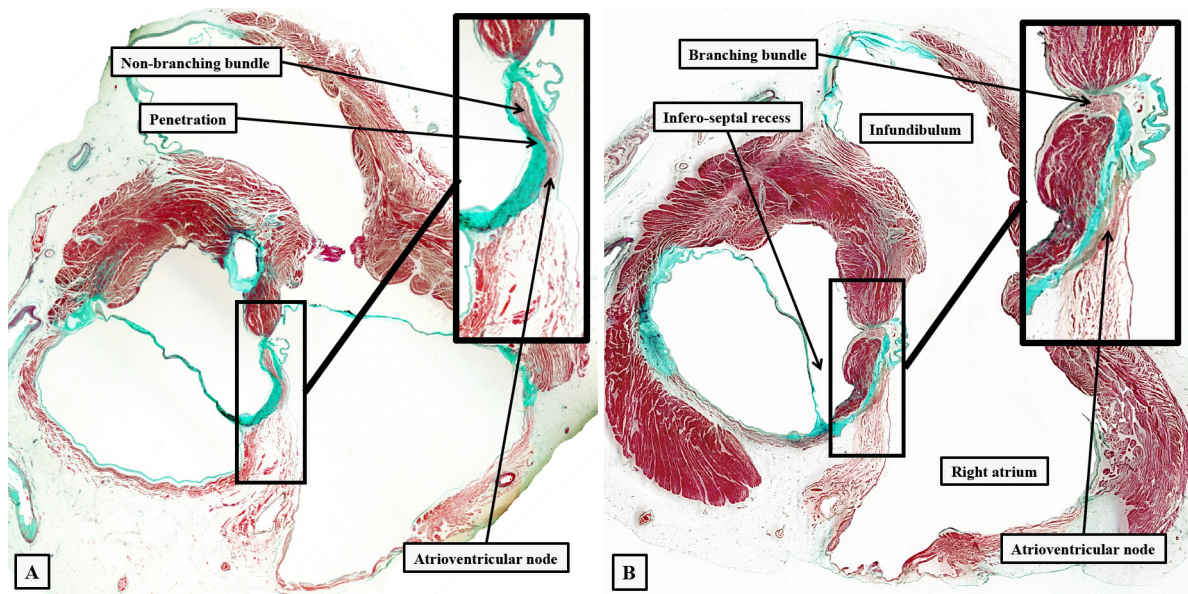 Non-branching bundle
Penetration
Atrioventricular node
A
Branching bundle
Infero-septal recess
Infundibulum
Right atrium
Atrioventricular node
B